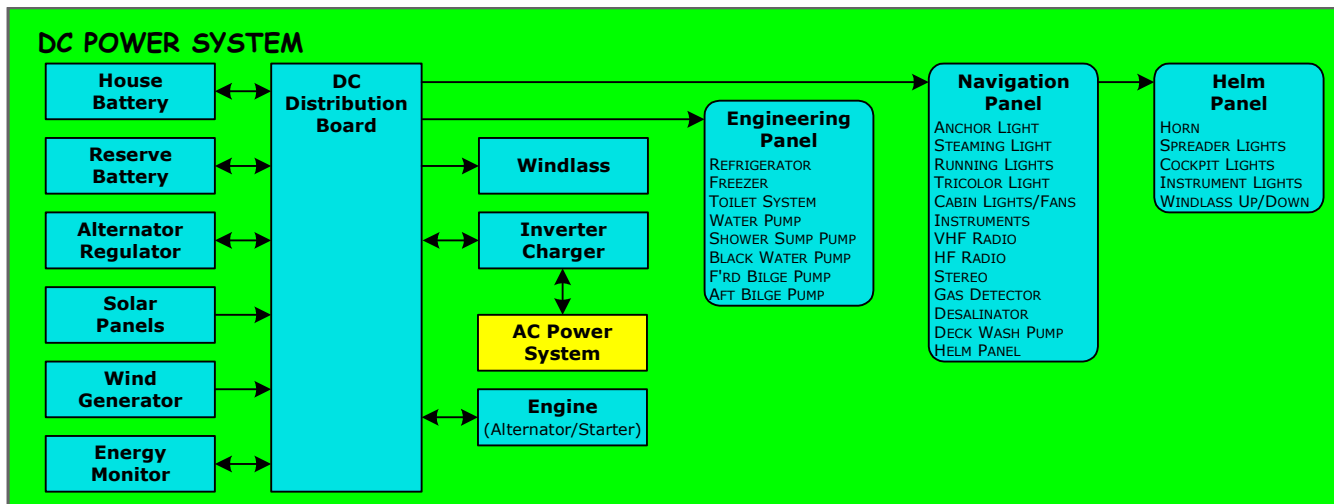 DC POWER SYSTEM
House
Battery
Reserve
Battery
Alternator
Regulator
Solar
Panels
Wind
Generator
Energy
Monitor
DC
Distribution
Board
Windlass
Inverter
Charger
AC Power
System
Engine
(Alternator/Starter)
Engineering
Panel
REFRIGERATOR
FREEZER
TOILET SYSTEM
WATER PUMP
SHOWER SUMP PUMP
BLACK WATER PUMP
F'RD BILGE PUMP
AFT BILGE PUMP
Navigation
Panel
ANCHOR LIGHT
STEAMING LIGHT
RUNNING LIGHTS
TRICOLOR LIGHT
CABIN LIGHTS/FANS
INSTRUMENTS
VHF RADIO
HF RADIO
STEREO
GAS DETECTOR
DESALINATOR
DECK WASH PUMP
HELM PANEL
Helm
Panel
HORN
SPREADER LIGHTS
COCKPIT LIGHTS
INSTRUMENT LIGHTS
WINDLASS UP/DOWN